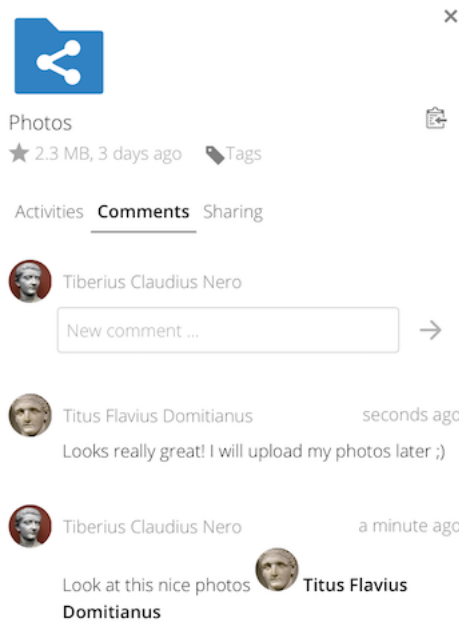 Photos
2.3 MB, 3 days ago Tags
Activities Comments Sharing
Tiberius Claudius Nero
New comment ...
Titus Flavius Domitianus seconds ago
Looks really great! I will upload my photos later ;)
Tiberius Claudius Nero a minute ago
Look at this nice photos Titus Flavius
Domitianus